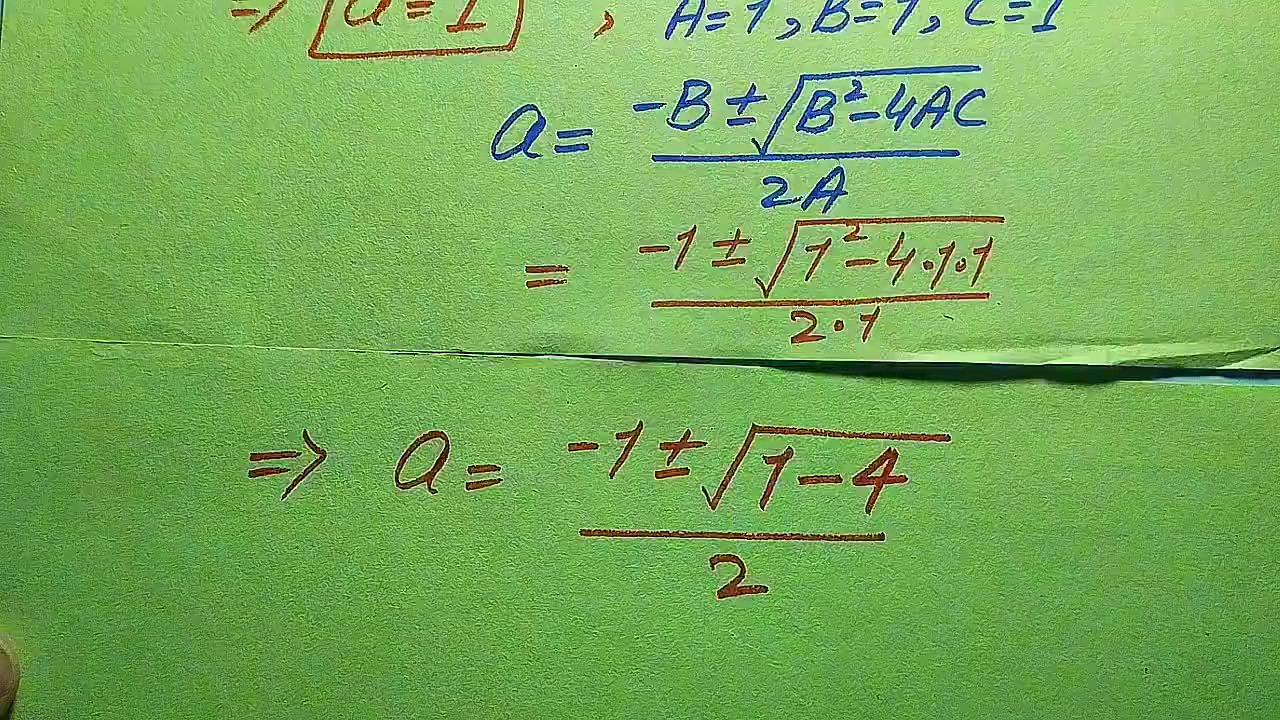 => a = 1 , A=1, B=1, C=1
a = (-B ± √(B²-4AC)) / 2A
= (-1 ± √(1²-4·1·1)) / 2·1
=> a = (-1 ± √(1-4)) / 2